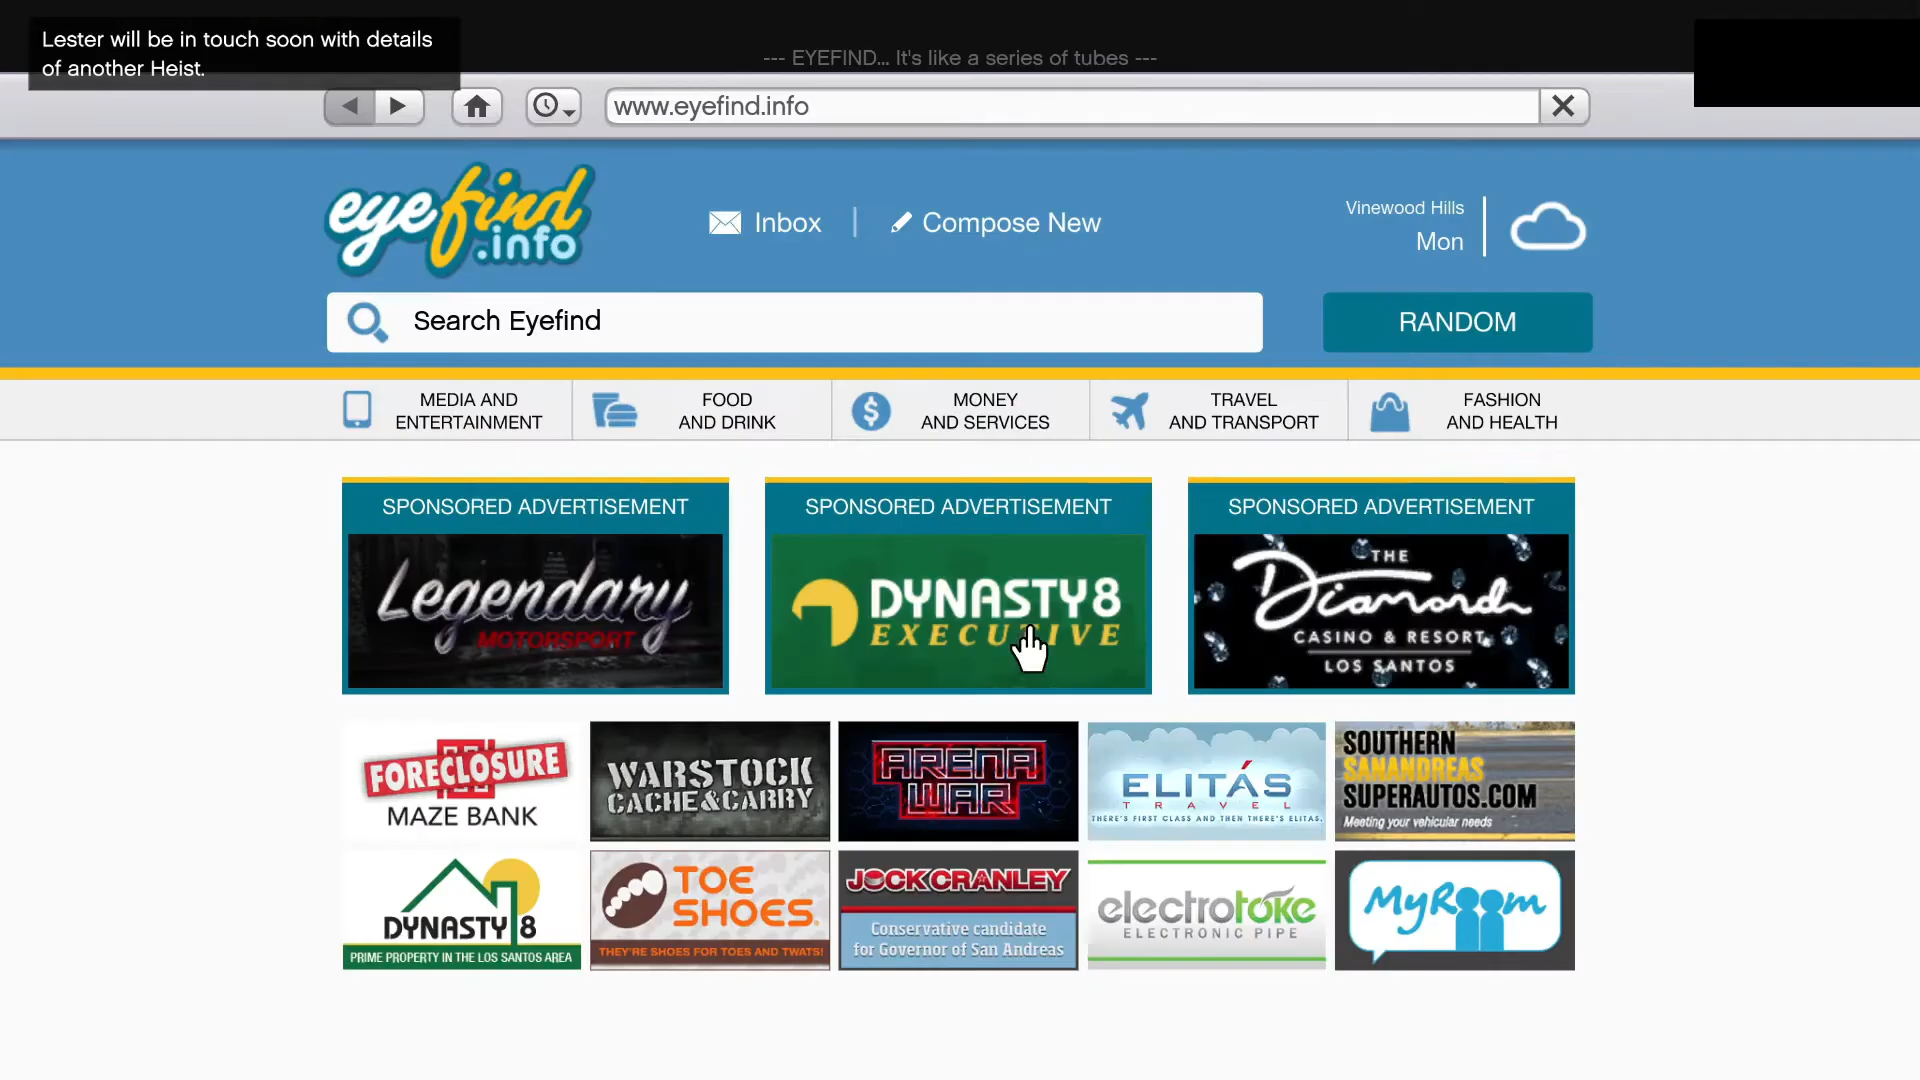 Lester will be in touch soon with details
of another Heist.
--- EYEFIND... It's like a series of tubes ---
www.eyefind.info
eyefind
.info
Inbox
Compose New
Vinewood Hills
Mon
Search Eyefind
RANDOM
MEDIA AND
ENTERTAINMENT
FOOD
AND DRINK
MONEY
AND SERVICES
TRAVEL
AND TRANSPORT
FASHION
AND HEALTH
SPONSORED ADVERTISEMENT
Legendary
MOTORSPORT
SPONSORED ADVERTISEMENT
DYNASTY 8
EXECUTIVE
SPONSORED ADVERTISEMENT
THE
Diamond
CASINO & RESORT
LOS SANTOS
FORECLOSURE
MAZE BANK
WARSTOCK
CACHE&CARRY
ARENA
WAR
ELITÁS
TRAVEL
THERE'S FIRST CLASS AND THEN THERE'S ELITAS.
SOUTHERN
SANANDREAS
SUPERAUTOS.COM
Meeting your vehicular needs
DYNASTY 8
PRIME PROPERTY IN THE LOS SANTOS AREA
TOE
SHOES
THEY'RE SHOES FOR TOES AND TWATS!
JOCK CRANLEY
Conservative candidate
for Governor of San Andreas
electrotoke
ELECTRONIC PIPE
MyRoom